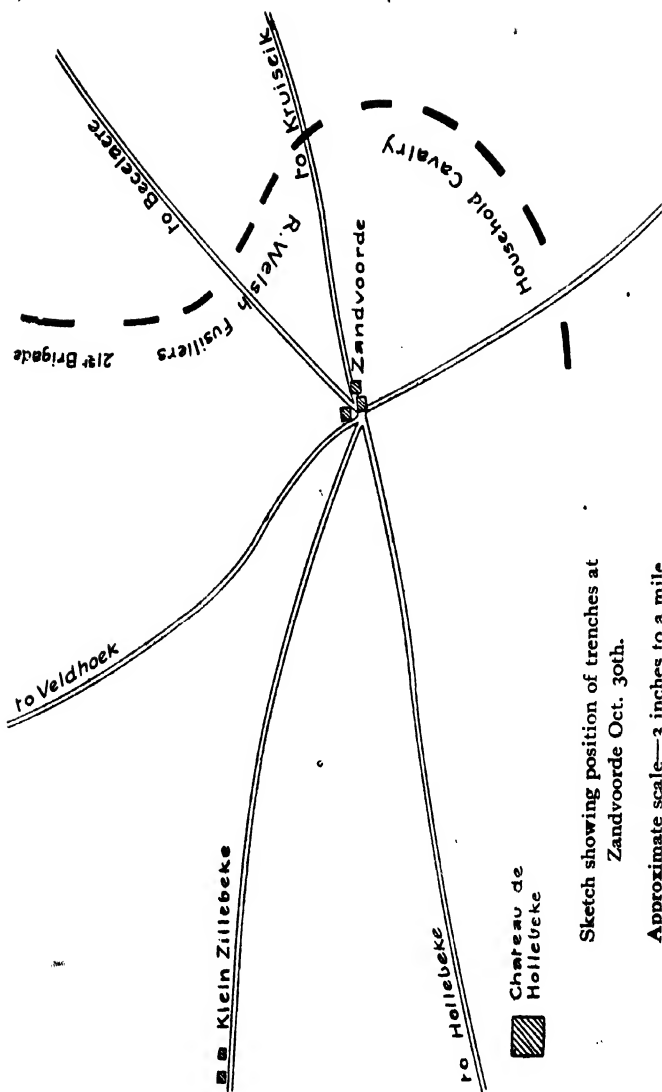 to Becelaere
to Kruiseik
R. Welsh Fusiliers
21st Brigade
Household Cavalry
Zandvoorde
to Veldhoek
Klein Zillebeke
to Hollebeke
Chateau de
Hollebeke
Sketch showing position of trenches at
Zandvoorde Oct. 30th.
Approximate scale—2 inches to a mile